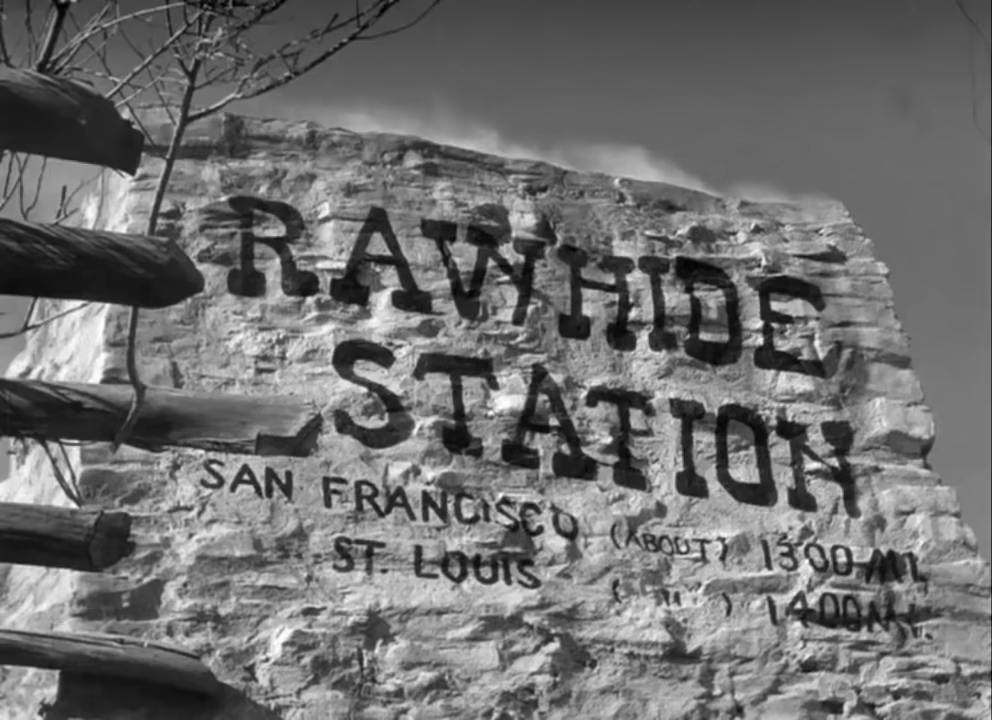 RAWHIDE
STATION
SAN FRANCISCO (ABOUT) 1300 MI.
ST. LOUIS ( " ) 1400 MI.